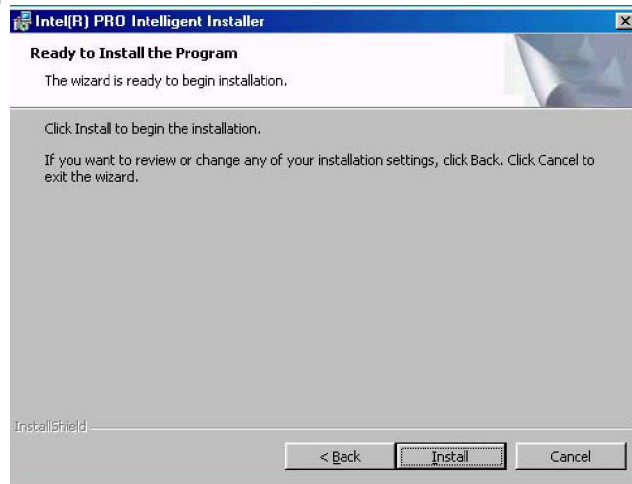 Intel(R) PRO Intelligent Installer
Ready to Install the Program
The wizard is ready to begin installation.
Click Install to begin the installation.
If you want to review or change any of your installation settings, click Back. Click Cancel to
exit the wizard.
InstallShield
< Back Install Cancel